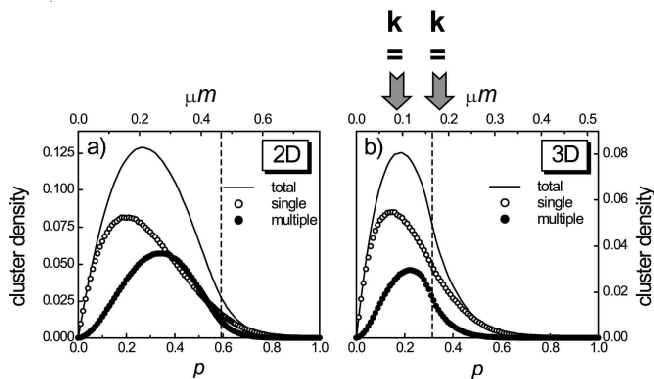 k k
= =
μm μm
0.0 0.2 0.4 0.6 0.0 0.1 0.2 0.3 0.4 0.5
a) 2D b) 3D
total total
single single
multiple multiple
cluster density
0.125
0.100
0.075
0.050
0.025
0.000
0.08
0.06
0.04
0.02
0.00
cluster density
0.0 0.2 0.4 0.6 0.8 0.0 0.2 0.4 0.6 0.8 1.0
p p